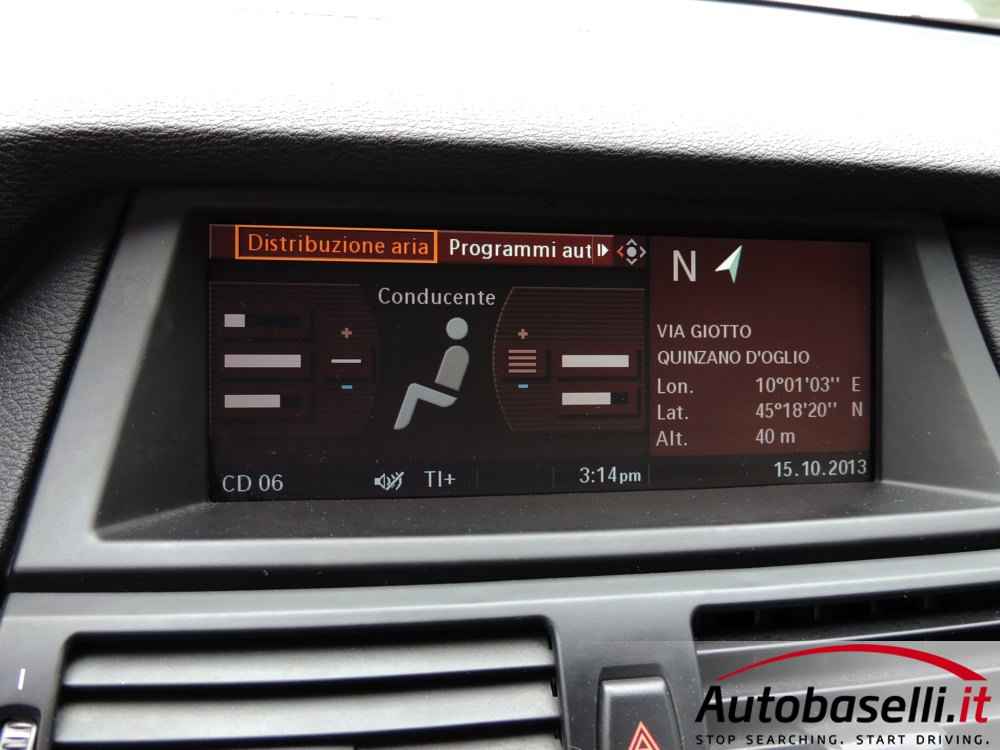 Distribuzione aria Programmi aut
Conducente
N
VIA GIOTTO
QUINZANO D'OGLIO
Lon. 10°01'03'' E
Lat. 45°18'20'' N
Alt. 40 m
CD 06 TI+ 3:14pm 15.10.2013
Autobaselli.it
STOP SEARCHING. START DRIVING.